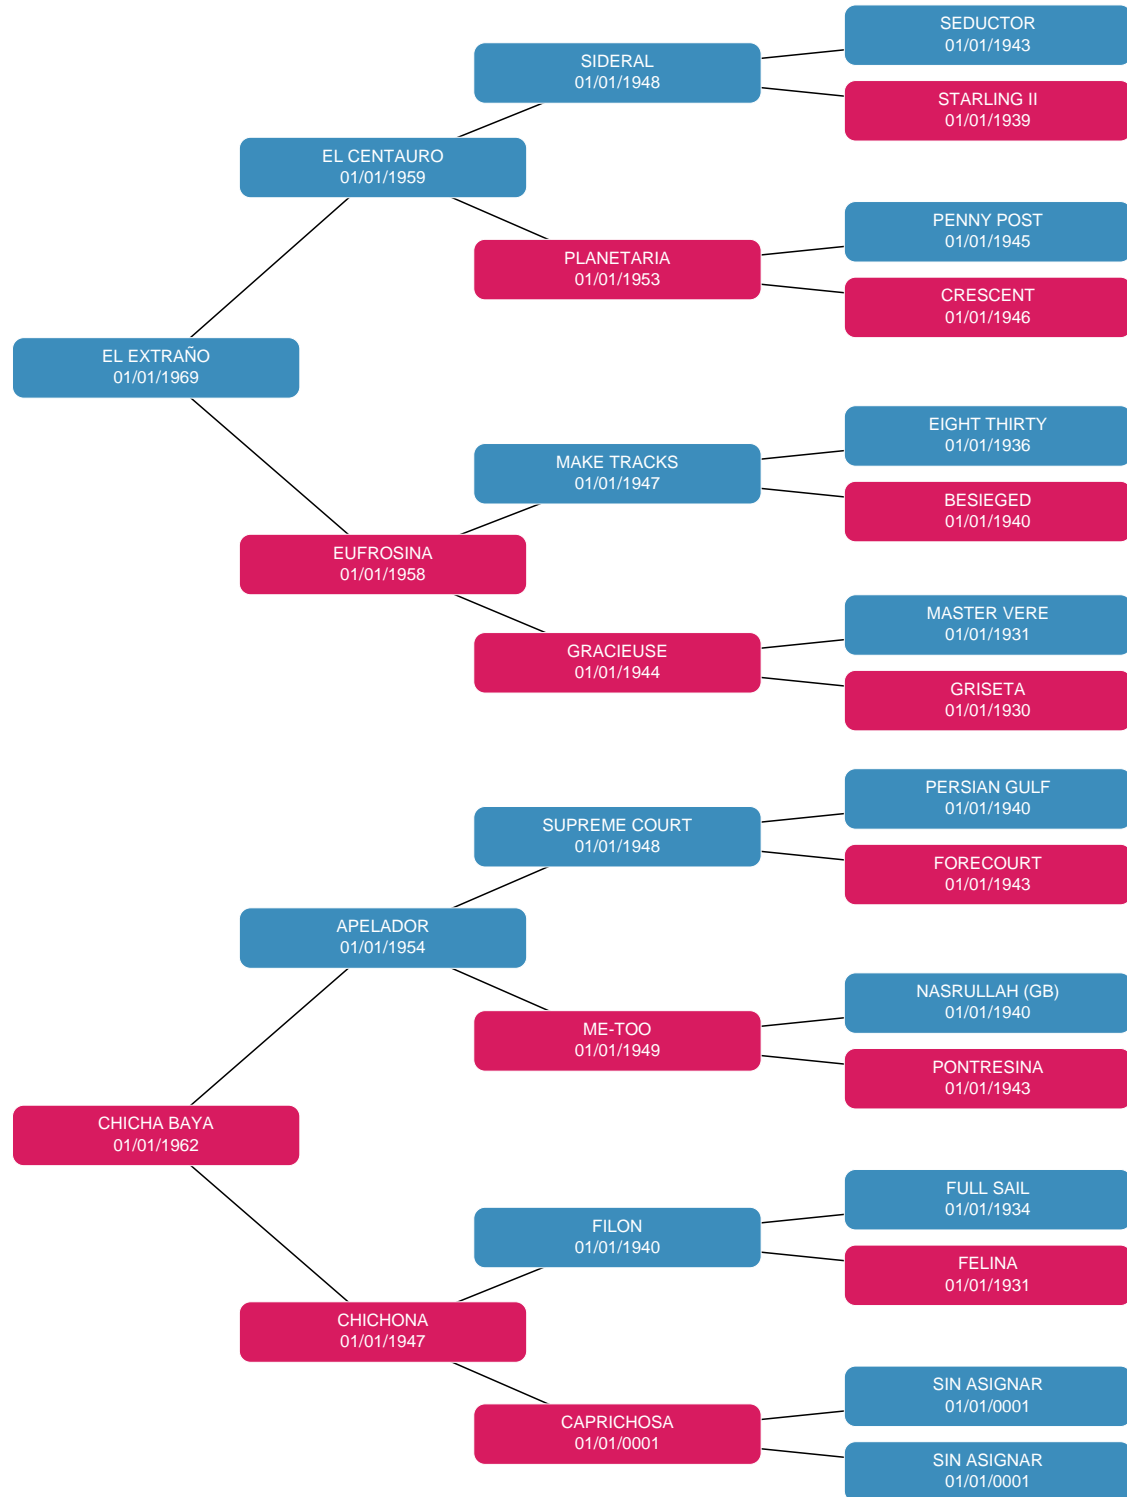 SEDUCTOR
01/01/1943
SIDERAL
01/01/1948
STARLING II
01/01/1939
EL CENTAURO
01/01/1959
PENNY POST
01/01/1945
PLANETARIA
01/01/1953
CRESCENT
01/01/1946
EL EXTRAÑO
01/01/1969
EIGHT THIRTY
01/01/1936
MAKE TRACKS
01/01/1947
BESIEGED
01/01/1940
EUFROSINA
01/01/1958
MASTER VERE
01/01/1931
GRACIEUSE
01/01/1944
GRISETA
01/01/1930
PERSIAN GULF
01/01/1940
SUPREME COURT
01/01/1948
FORECOURT
01/01/1943
APELADOR
01/01/1954
NASRULLAH (GB)
01/01/1940
ME-TOO
01/01/1949
PONTRESINA
01/01/1943
CHICHA BAYA
01/01/1962
FULL SAIL
01/01/1934
FILON
01/01/1940
FELINA
01/01/1931
CHICHONA
01/01/1947
SIN ASIGNAR
01/01/0001
CAPRICHOSA
01/01/0001
SIN ASIGNAR
01/01/0001